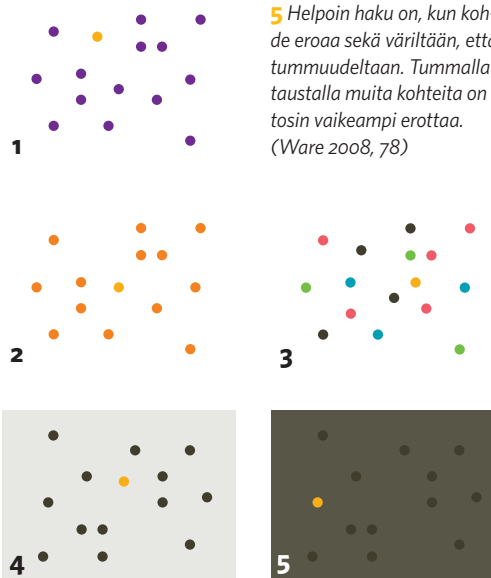 5 Helpoin haku on, kun koh-
de eroaa sekä väriltään, että
tummuudeltaan. Tummalla
taustalla muita kohteita on
tosin vaikeampi erottaa.
(Ware 2008, 78)
1
2
3
4
5